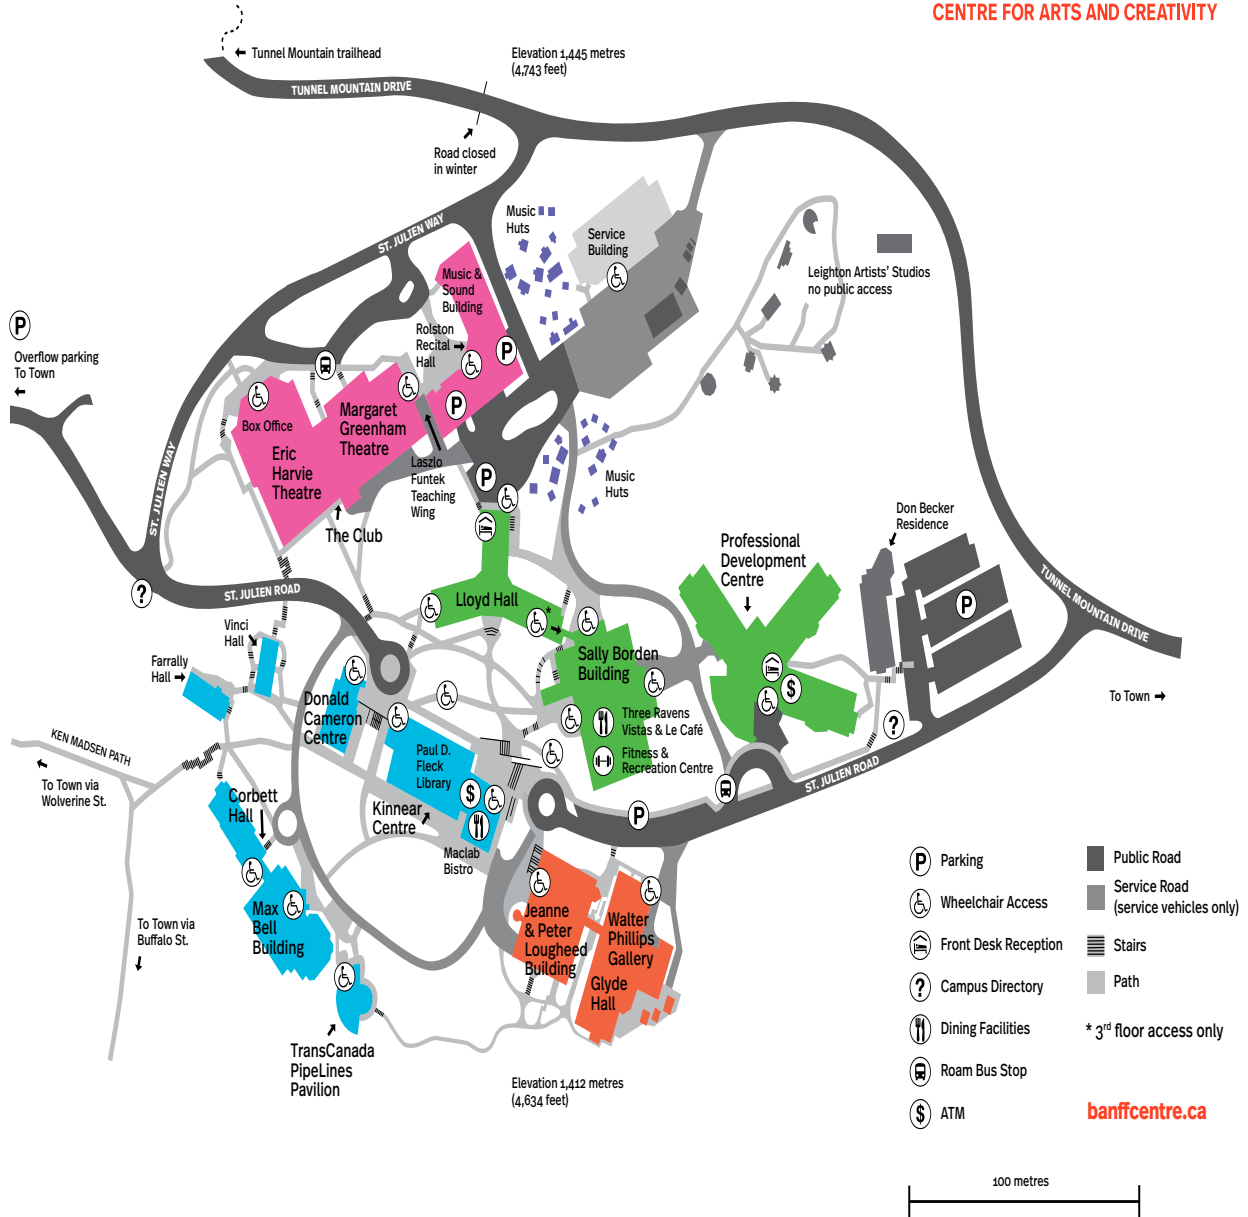 CENTRE FOR ARTS AND CREATIVITY
Tunnel Mountain trailhead
Elevation 1,445 metres
(4,743 feet)
TUNNEL MOUNTAIN DRIVE
Road closed
in winter
ST. JULIEN WAY
Music
Huts
Service
Building
Leighton Artists' Studios
no public access
Music &
Sound
Building
Rolston
Recital
Hall
P
P
P
Overflow parking
To Town
Box Office
Margaret
Greenham
Theatre
Eric
Harvie
Theatre
Laszlo
Funtek
Teaching
Wing
The Club
P
Music
Huts
ST. JULIEN WAY
Don Becker
Residence
Professional
Development
Centre
P
TUNNEL MOUNTAIN DRIVE
?
ST. JULIEN ROAD
Lloyd Hall
*
Vinci
Hall
Farrally
Hall
Sally Borden
Building
$
To Town
Donald
Cameron
Centre
Three Ravens
Vistas & Le Café
Fitness &
Recreation Centre
?
KEN MADSEN PATH
To Town via
Wolverine St.
Paul D.
Fleck
Library
$
Corbett
Hall
Kinnear
Centre
Maclab
Bistro
P
ST. JULIEN ROAD
Max
Bell
Building
To Town via
Buffalo St.
Jeanne
& Peter
Lougheed
Building
Walter
Phillips
Gallery
Glyde
Hall
TransCanada
PipeLines
Pavilion
Elevation 1,412 metres
(4,634 feet)
P Parking
Wheelchair Access
Front Desk Reception
? Campus Directory
Dining Facilities
Roam Bus Stop
$ ATM
Public Road
Service Road
(service vehicles only)
Stairs
Path
* 3rd floor access only
banffcentre.ca
100 metres